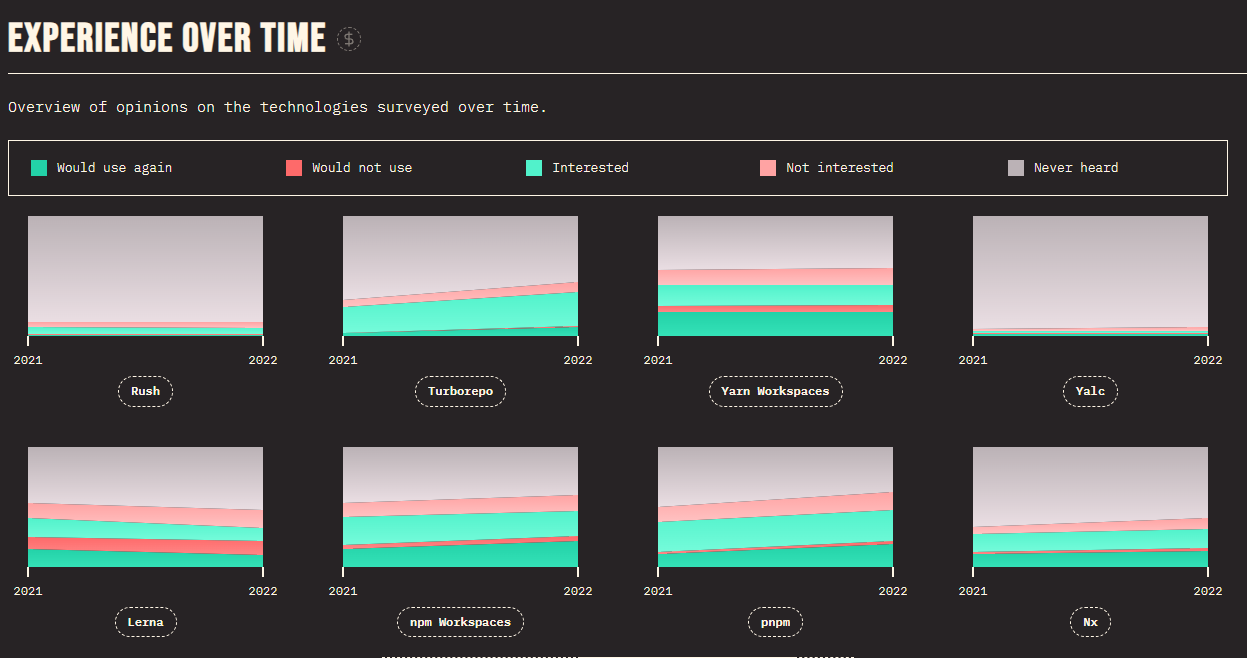 EXPERIENCE OVER TIME $
Overview of opinions on the technologies surveyed over time.
Would use again Would not use Interested Not interested Never heard
2021 2022 2021 2022 2021 2022 2021 2022
Rush Turborepo Yarn Workspaces Yalc
2021 2022 2021 2022 2021 2022 2021 2022
Lerna npm Workspaces pnpm Nx